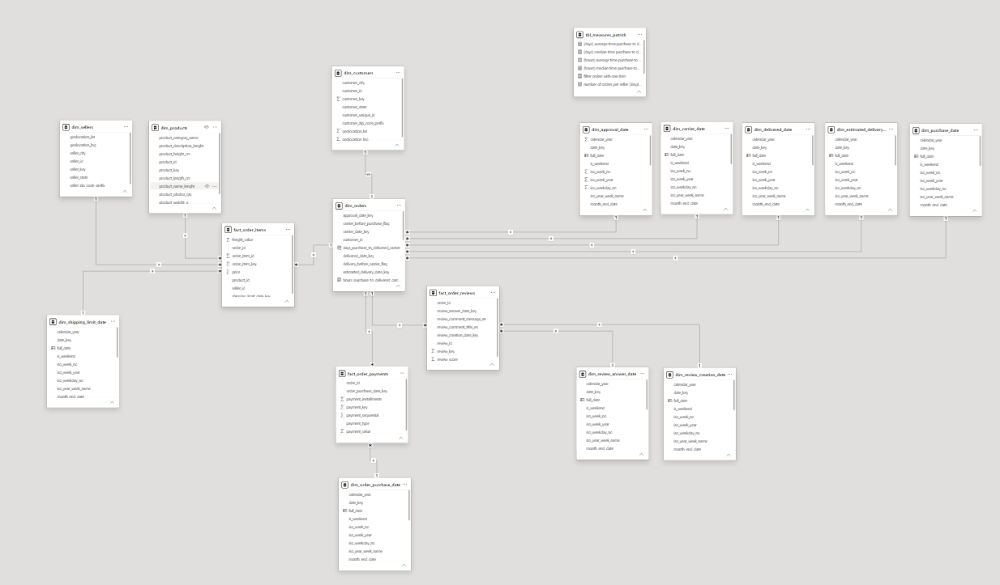 tbl_measures_patrick
(days) average time purchase to d...
(days) median time purchase to d...
(hours) average time purchase to ...
(hours) median time purchase to...
filter orders with one item
number of orders per seller (Singl...
dim_customers
customer_city
customer_id
customer_key
customer_state
customer_unique_id
customer_zip_code_prefix
geolocation_lat
geolocation_lng
dim_sellers
geolocation_lat
geolocation_lng
seller_city
seller_id
seller_key
seller_state
seller_zip_code_prefix
dim_products
product_category_name
product_description_lenght
product_height_cm
product_id
product_key
product_length_cm
product_name_lenght
product_photos_qty
product_weight_g
dim_approval_date
calendar_year
date_key
full_date
is_weekend
iso_week_no
iso_week_year
iso_weekday_no
iso_year_week_name
month_end_date
dim_carrier_date
calendar_year
date_key
full_date
is_weekend
iso_week_no
iso_week_year
iso_weekday_no
iso_year_week_name
month_end_date
dim_delivered_date
calendar_year
date_key
full_date
is_weekend
iso_week_no
iso_week_year
iso_weekday_no
iso_year_week_name
month_end_date
dim_estimated_delivery...
calendar_year
date_key
full_date
is_weekend
iso_week_no
iso_week_year
iso_weekday_no
iso_year_week_name
month_end_date
dim_purchase_date
calendar_year
date_key
full_date
is_weekend
iso_week_no
iso_week_year
iso_weekday_no
iso_year_week_name
month_end_date
dim_orders
approval_date_key
carrier_before_purchase_flag
carrier_date_key
customer_id
days_purchase_to_delivered_carrier
delivered_date_key
delivery_before_carrier_flag
estimated_delivery_date_key
hours_purchase_to_delivered_carr...
fact_order_items
freight_value
order_id
order_item_id
order_items_key
price
product_id
seller_id
shipping_limit_date_key
fact_order_reviews
order_id
review_answer_date_key
review_comment_message_en
review_comment_title_en
review_creation_date_key
review_id
review_key
review_score
dim_shipping_limit_date
calendar_year
date_key
full_date
is_weekend
iso_week_no
iso_week_year
iso_weekday_no
iso_year_week_name
month_end_date
fact_order_payments
order_id
order_purchase_date_key
payment_installments
payment_key
payment_sequential
payment_type
payment_value
dim_review_answer_date
calendar_year
date_key
full_date
is_weekend
iso_week_no
iso_week_year
iso_weekday_no
iso_year_week_name
month_end_date
dim_review_creation_date
calendar_year
date_key
full_date
is_weekend
iso_week_no
iso_week_year
iso_weekday_no
iso_year_week_name
month_end_date
dim_order_purchase_date
calendar_year
date_key
full_date
is_weekend
iso_week_no
iso_week_year
iso_weekday_no
iso_year_week_name
month_end_date